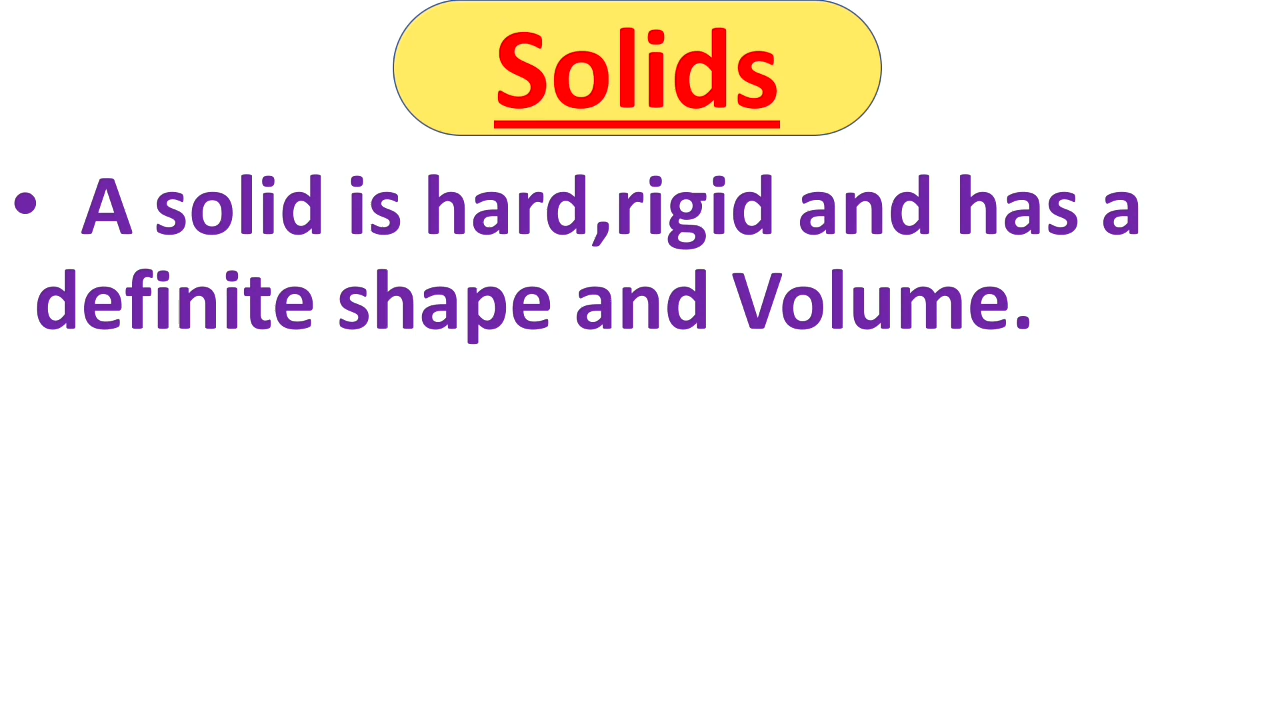 Solids
• A solid is hard,rigid and has a
definite shape and Volume.